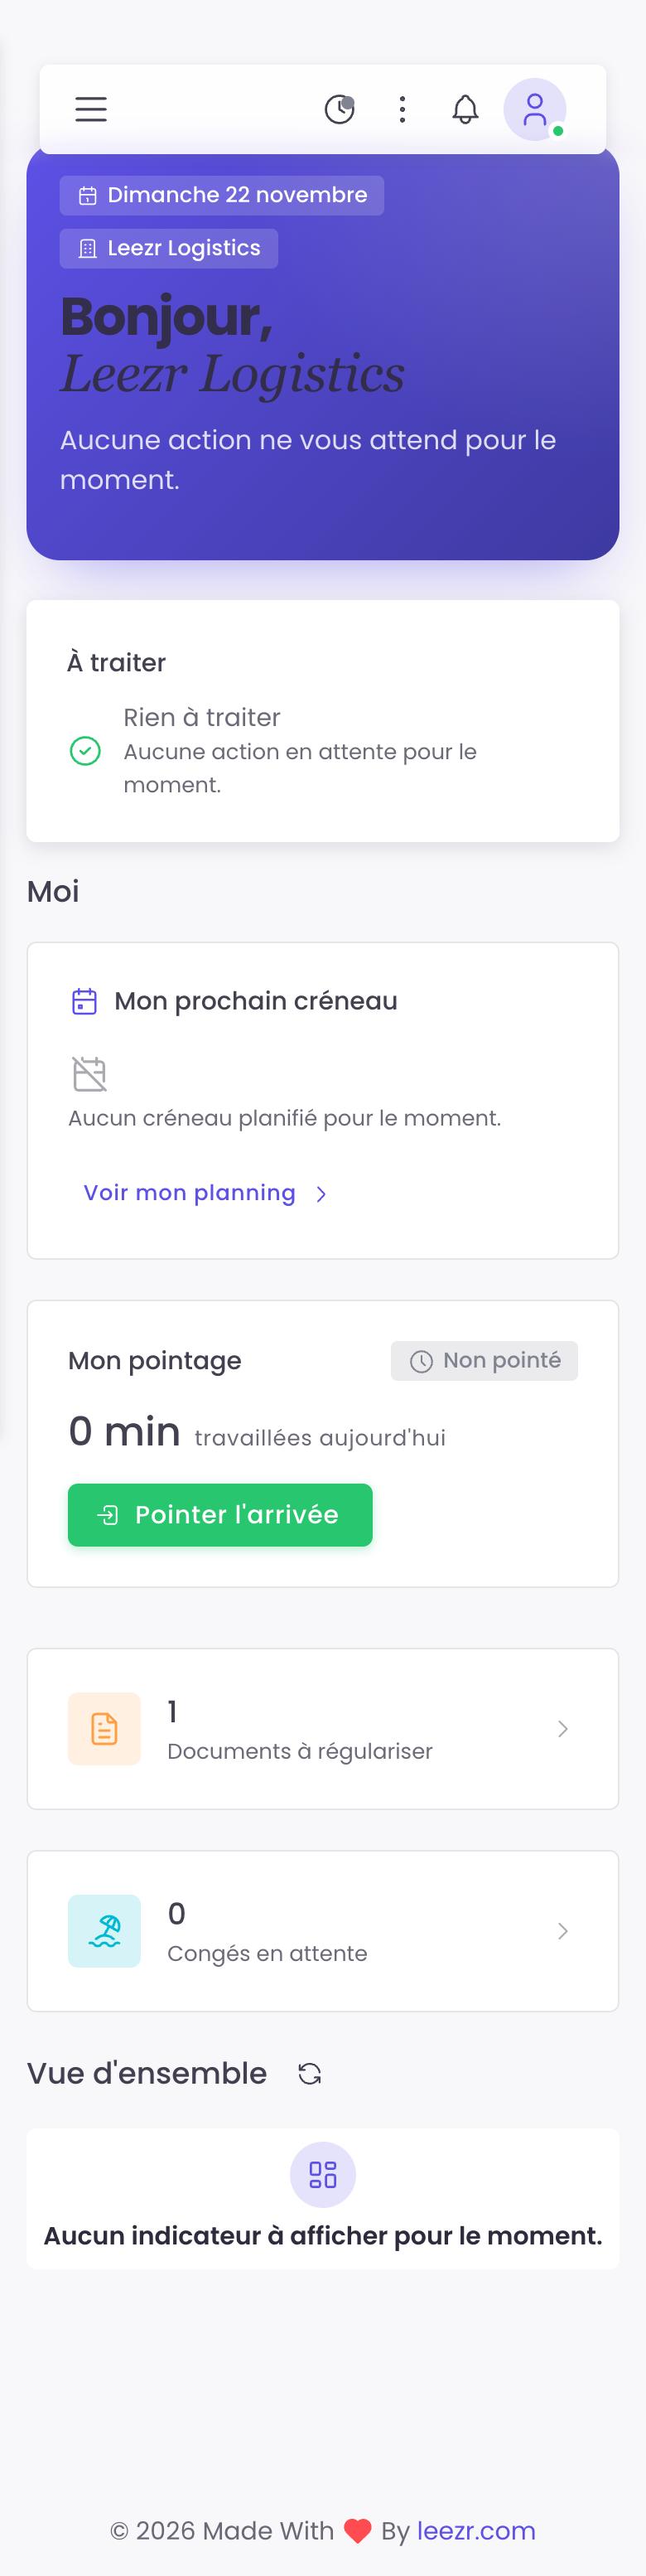 Dimanche 22 novembre
Leezr Logistics
Bonjour,
Leezr Logistics
Aucune action ne vous attend pour le
moment.
À traiter
Rien à traiter
Aucune action en attente pour le
moment.
Moi
Mon prochain créneau
Aucun créneau planifié pour le moment.
Voir mon planning
Mon pointage
Non pointé
0 min travaillées aujourd'hui
Pointer l'arrivée
1
Documents à régulariser
0
Congés en attente
Vue d'ensemble
Aucun indicateur à afficher pour le moment.
© 2026 Made With ❤ By leezr.com